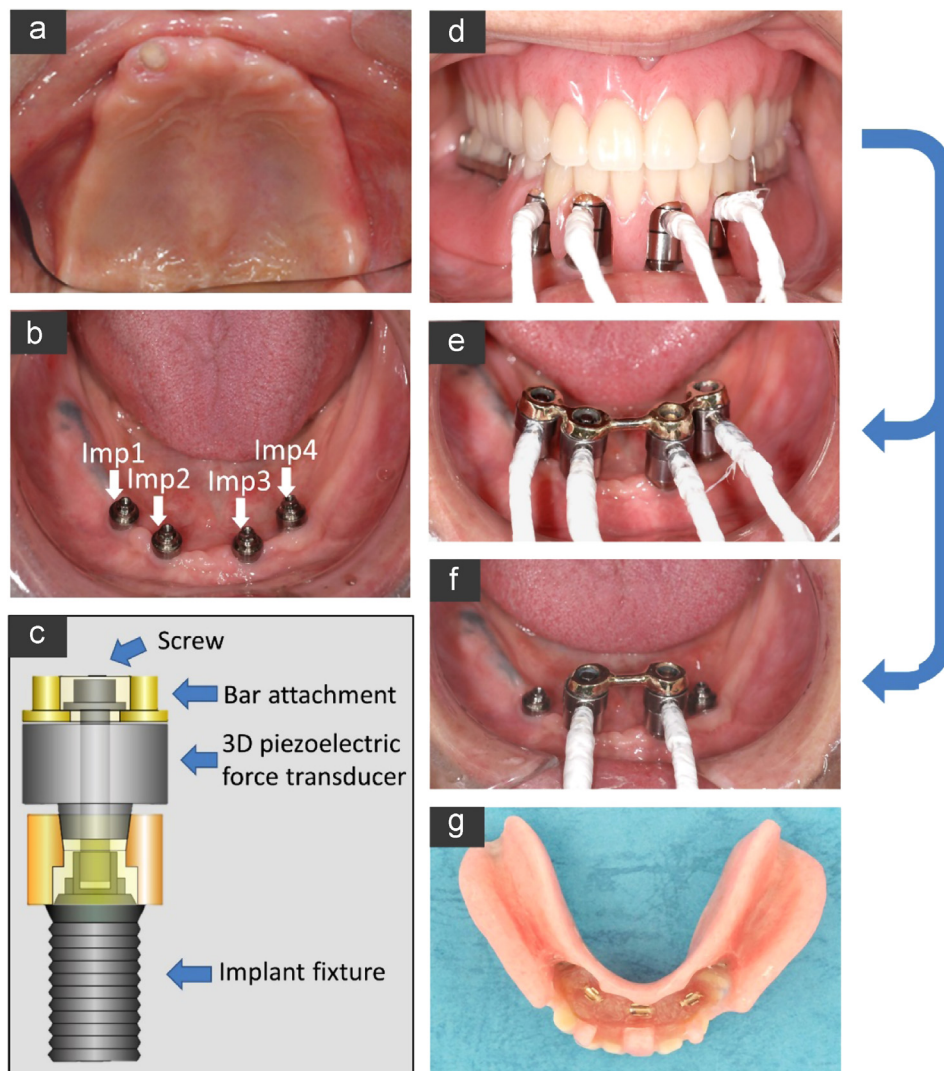 a
b
Imp1
Imp2
Imp3
Imp4
c
Screw
Bar attachment
3D piezoelectric
force transducer
Implant fixture
d
e
f
g